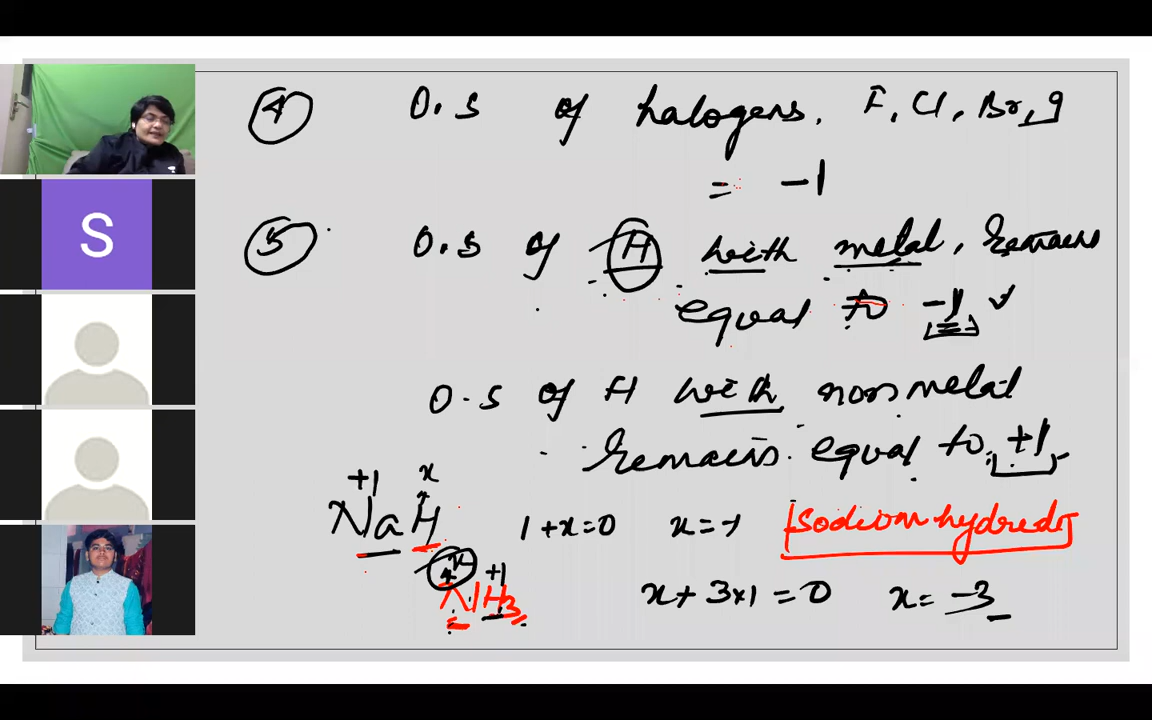 ④ O.S of halogens. F, Cl, Br, I
= -1
⑤ O.S of H with metal, remains
equal to -1 ✓
O.S of H with nonmetal
remains equal to +1
+1 x
NaH 1+x=0 x=-1 Sodium hydride
x +1
NH3 x+3×1=0 x=-3
S